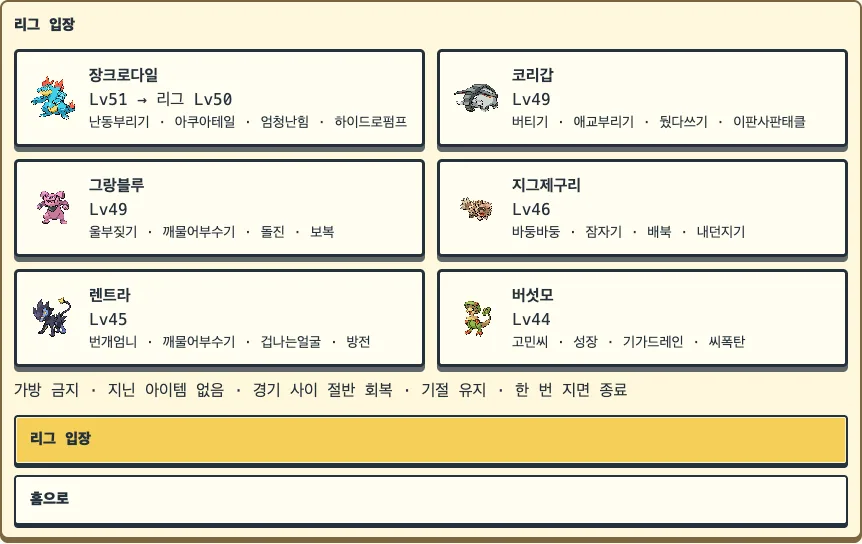 리그 입장
장크로다일
Lv51 → 리그 Lv50
난동부리기 · 아쿠아테일 · 엄청난힘 · 하이드로펌프
코리갑
Lv49
버티기 · 애교부리기 · 뒀다쓰기 · 이판사판태클
그랑블루
Lv49
울부짖기 · 깨물어부수기 · 돌진 · 보복
지그제구리
Lv46
바둥바둥 · 잠자기 · 배북 · 내던지기
렌트라
Lv45
번개엄니 · 깨물어부수기 · 겁나는얼굴 · 방전
버섯모
Lv44
고민씨 · 성장 · 기가드레인 · 씨폭탄
가방 금지 · 지닌 아이템 없음 · 경기 사이 절반 회복 · 기절 유지 · 한 번 지면 종료
리그 입장
홈으로